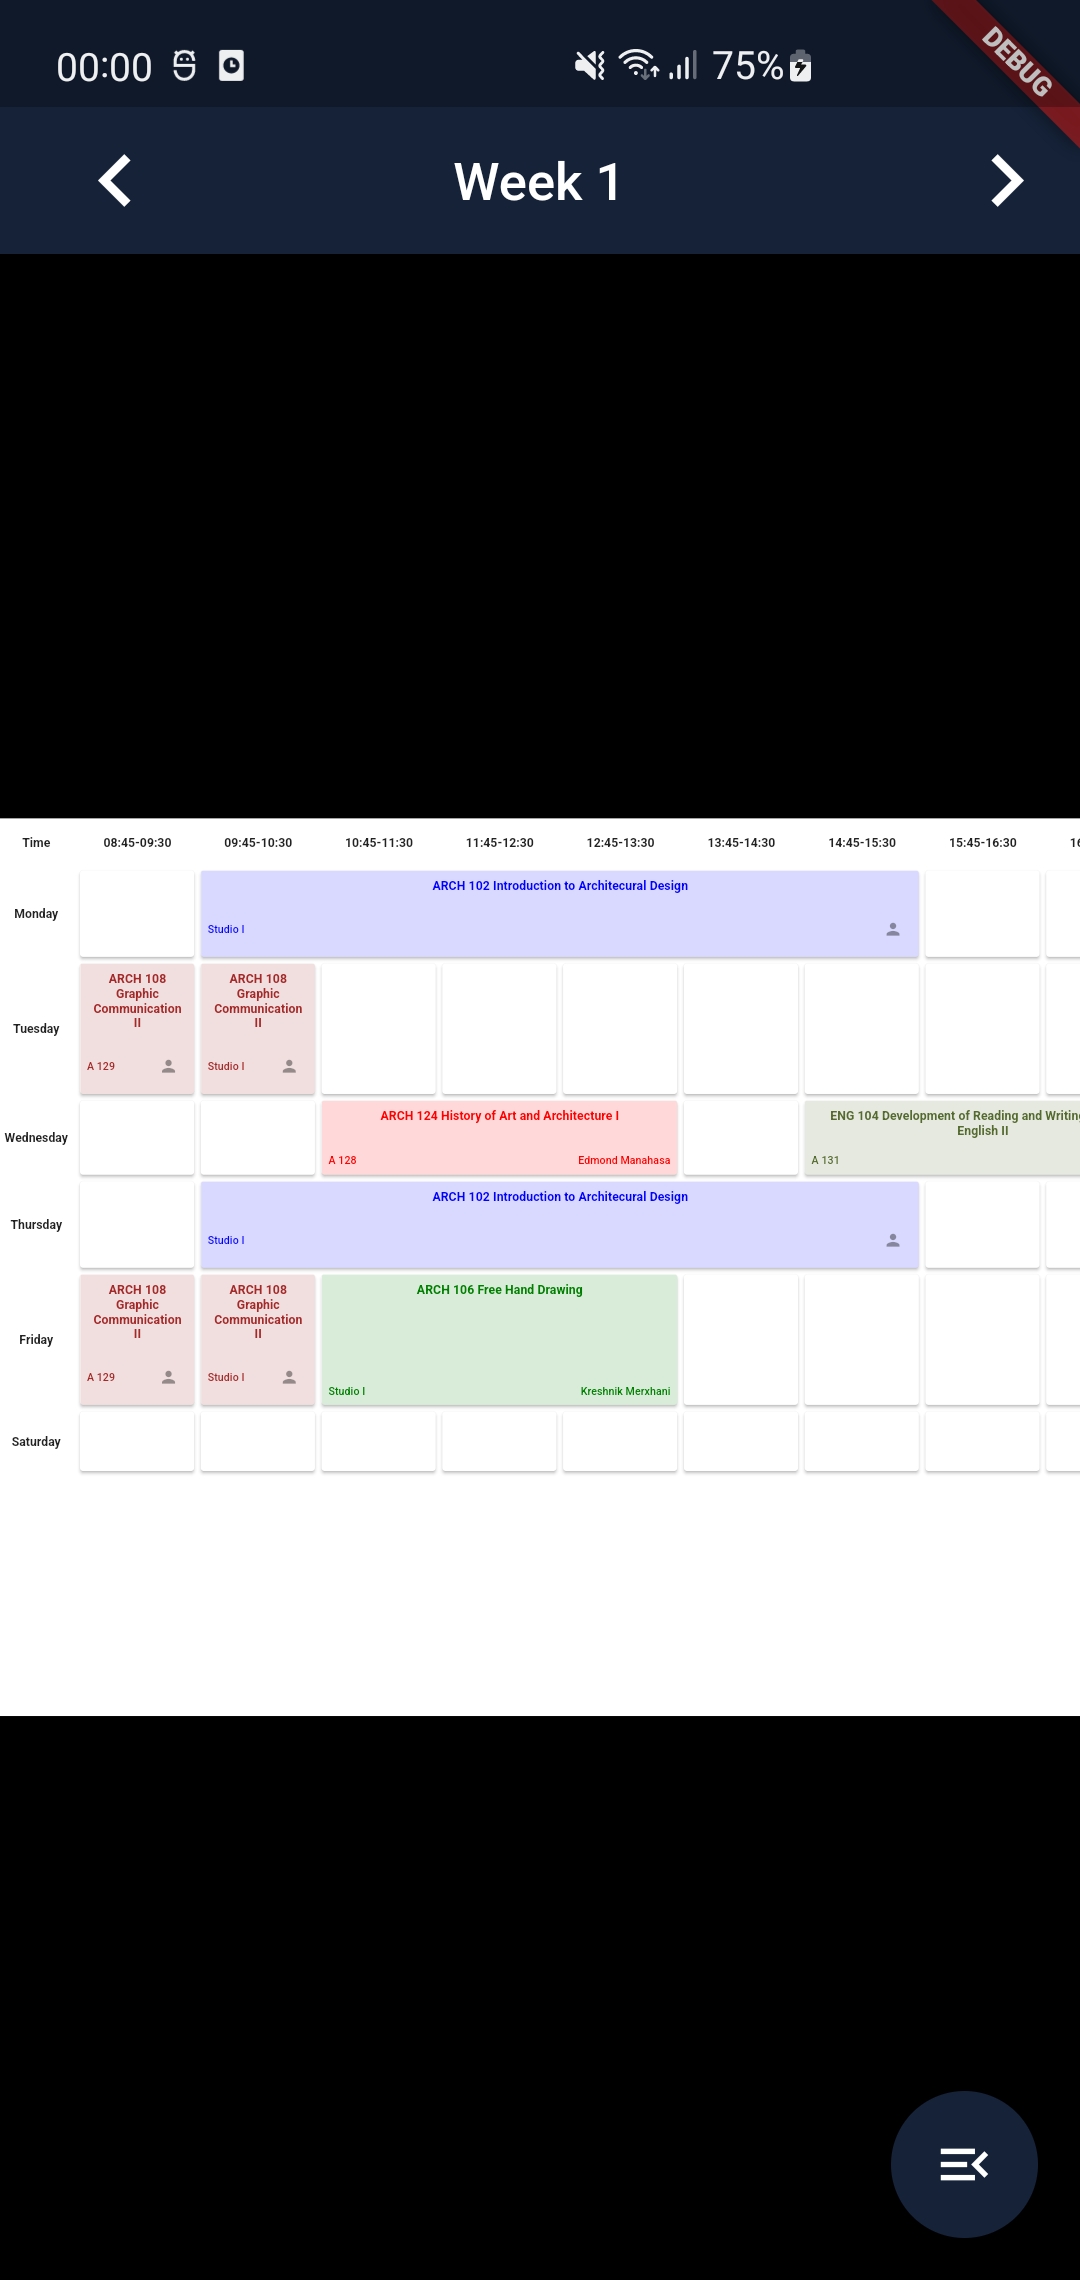 00:00
75%
DEBUG
Week 1
Time 08:45-09:30 09:45-10:30 10:45-11:30 11:45-12:30 12:45-13:30 13:45-14:30 14:45-15:30 15:45-16:30
Monday
ARCH 102 Introduction to Architecural Design
Studio I
Tuesday
ARCH 108
Graphic
Communication
II
A 129
ARCH 108
Graphic
Communication
II
Studio I
Wednesday
ARCH 124 History of Art and Architecture I
A 128 Edmond Manahasa
ENG 104 Development of Reading and Writing
English II
A 131
Thursday
ARCH 102 Introduction to Architecural Design
Studio I
Friday
ARCH 108
Graphic
Communication
II
A 129
ARCH 108
Graphic
Communication
II
Studio I
ARCH 106 Free Hand Drawing
Studio I Kreshnik Merxhani
Saturday